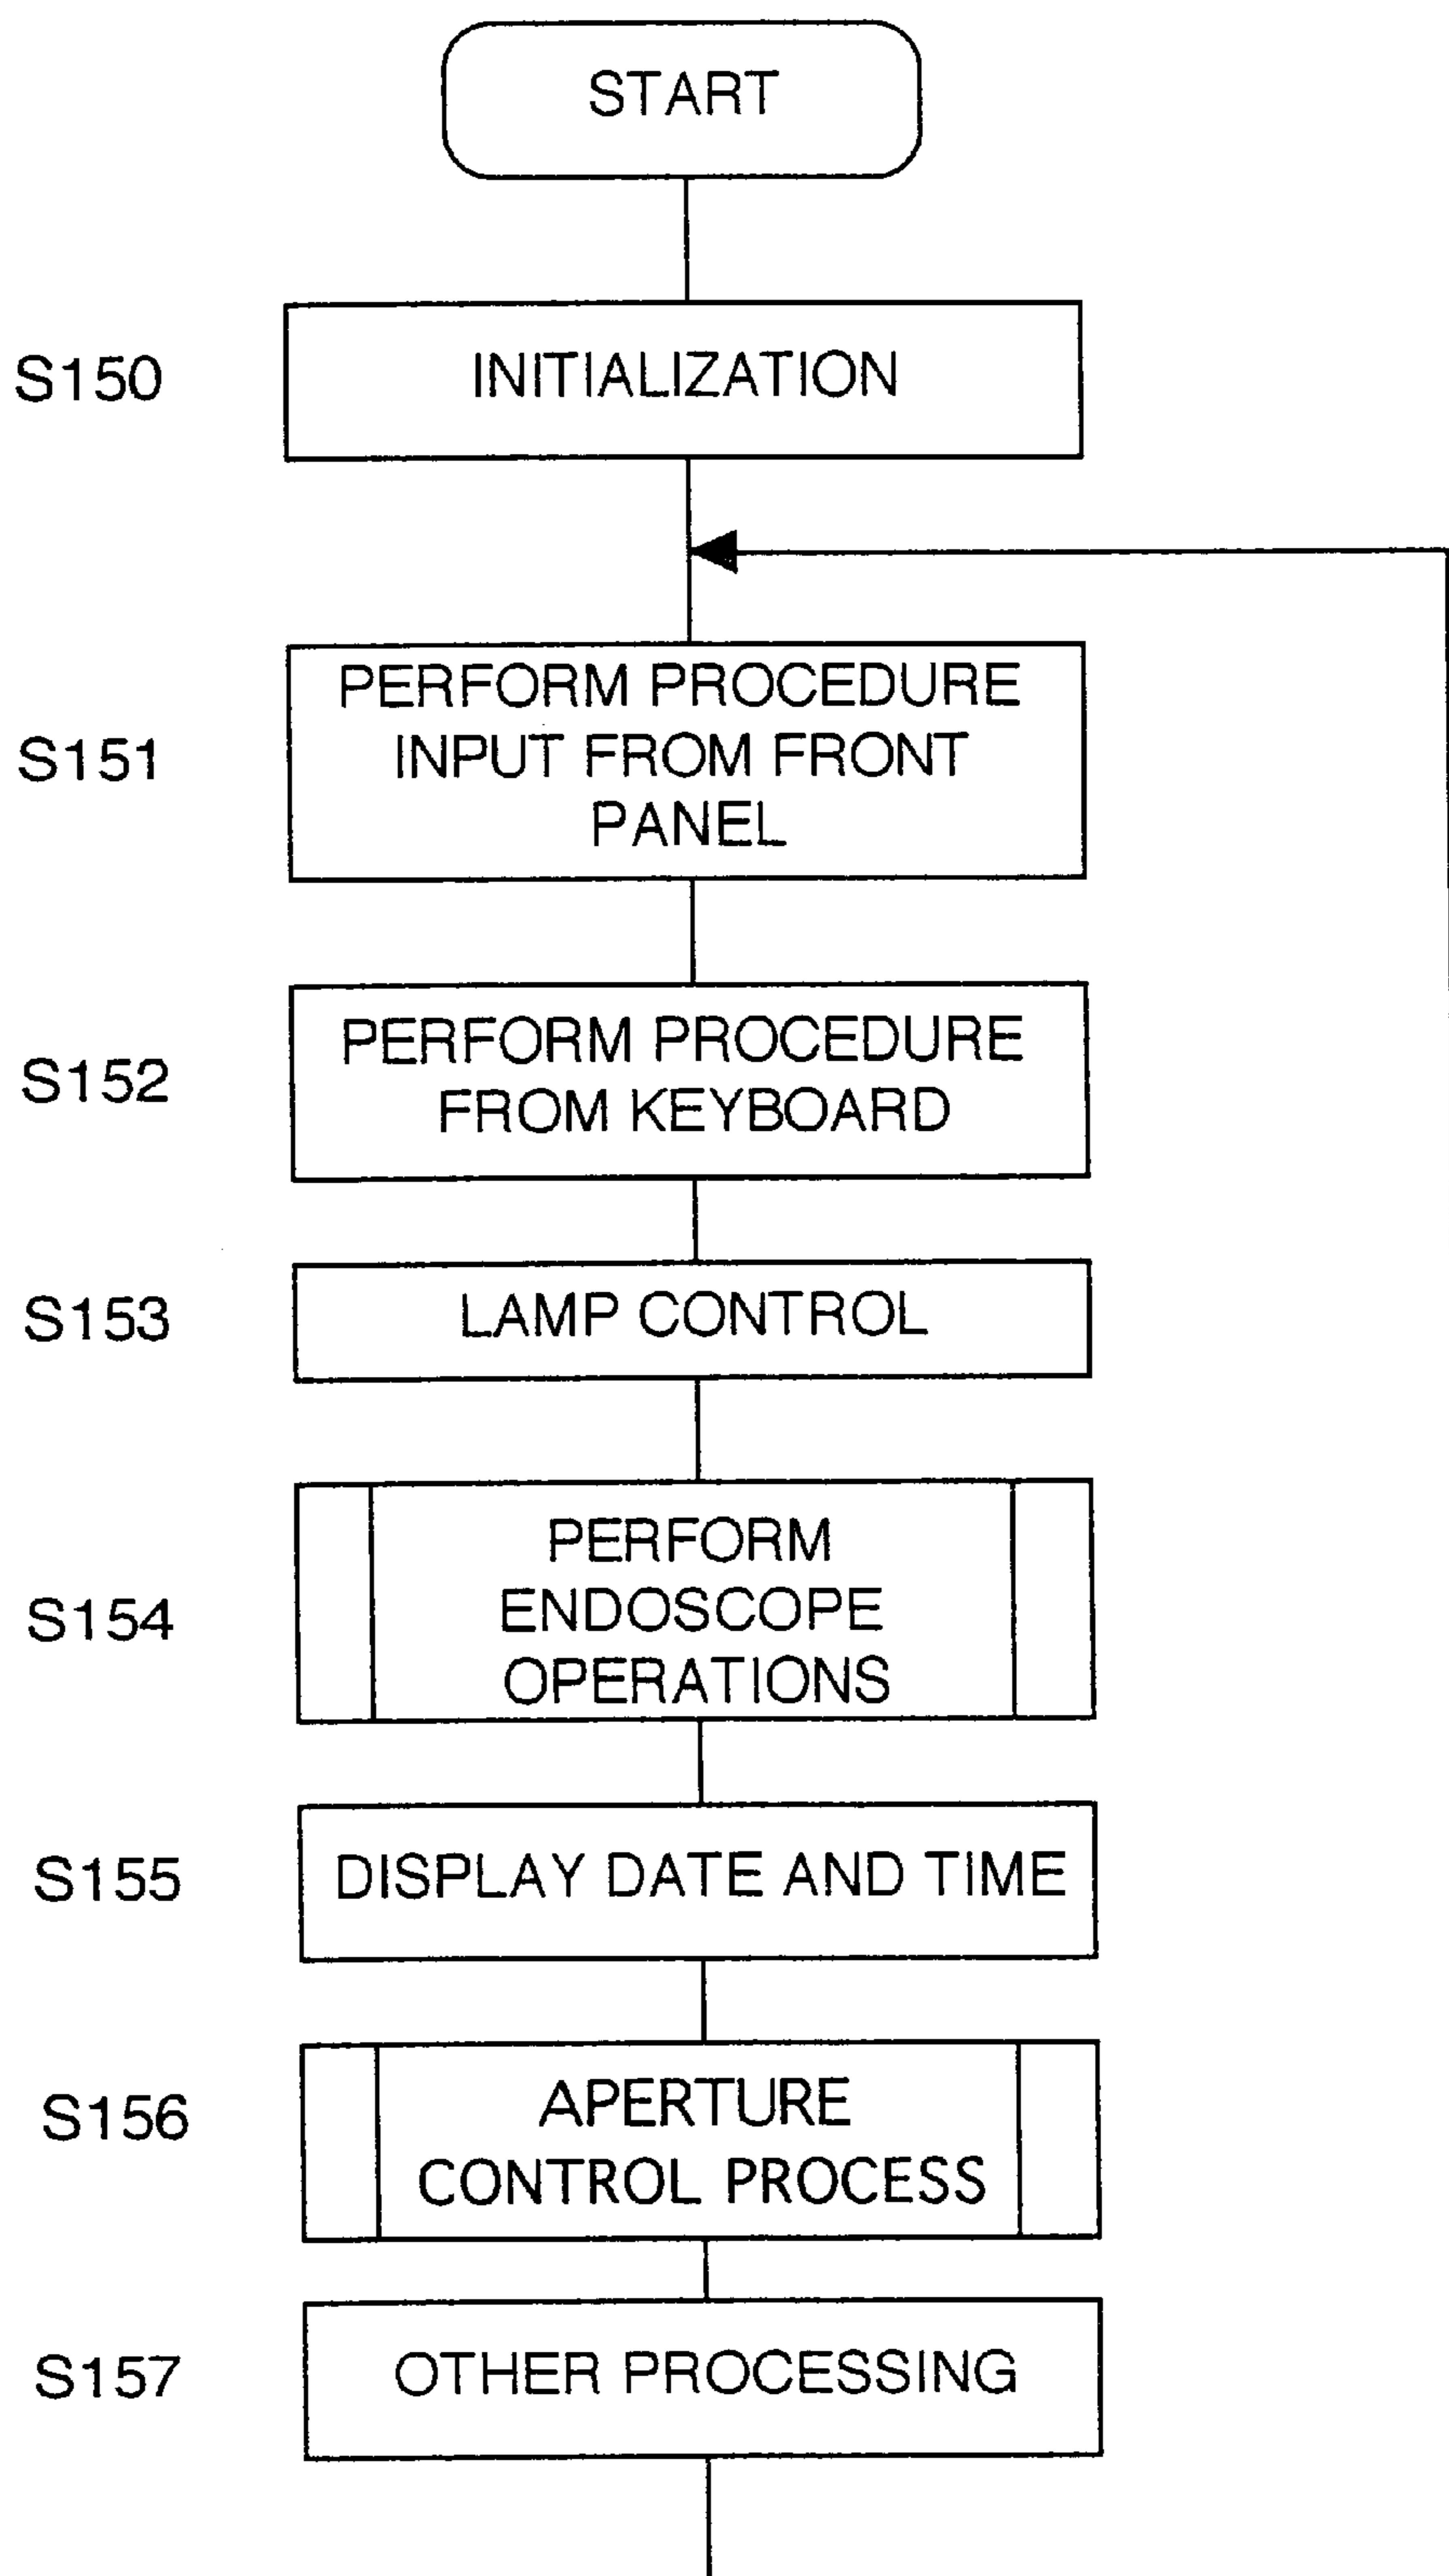 START
S150
INITIALIZATION
S151
PERFORM PROCEDURE
INPUT FROM FRONT
PANEL
S152
PERFORM PROCEDURE
FROM KEYBOARD
S153
LAMP CONTROL
S154
PERFORM
ENDOSCOPE
OPERATIONS
S155
DISPLAY DATE AND TIME
S156
APERTURE
CONTROL PROCESS
S157
OTHER PROCESSING